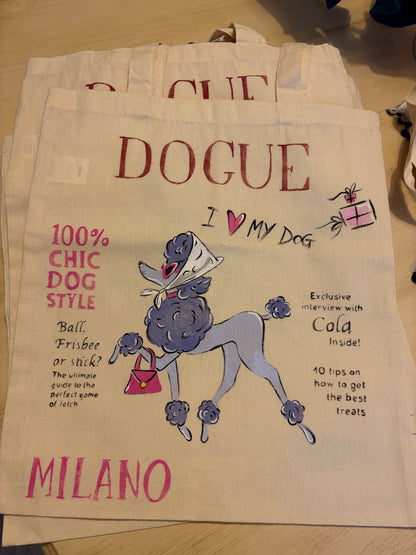 DOGUE
DOGUE
I ♥ MY DOG
100%
CHIC
DOG
STYLE
Ball,
Frisbee
or stick?
The ultimate
guide to the
perfect game
of fetch
Exclusive
interview with
Cola
Inside!
10 tips on
how to get
the best
treats
MILANO